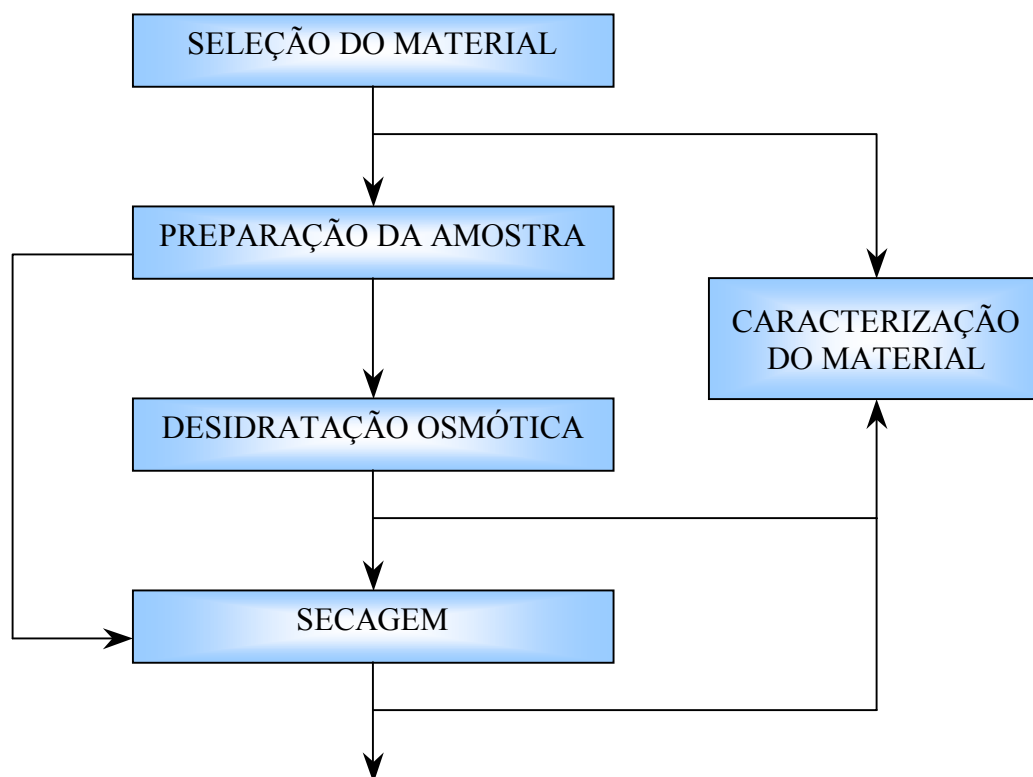 SELEÇÃO DO MATERIAL
PREPARAÇÃO DA AMOSTRA
CARACTERIZAÇÃO
DO MATERIAL
DESIDRATAÇÃO OSMÓTICA
SECAGEM